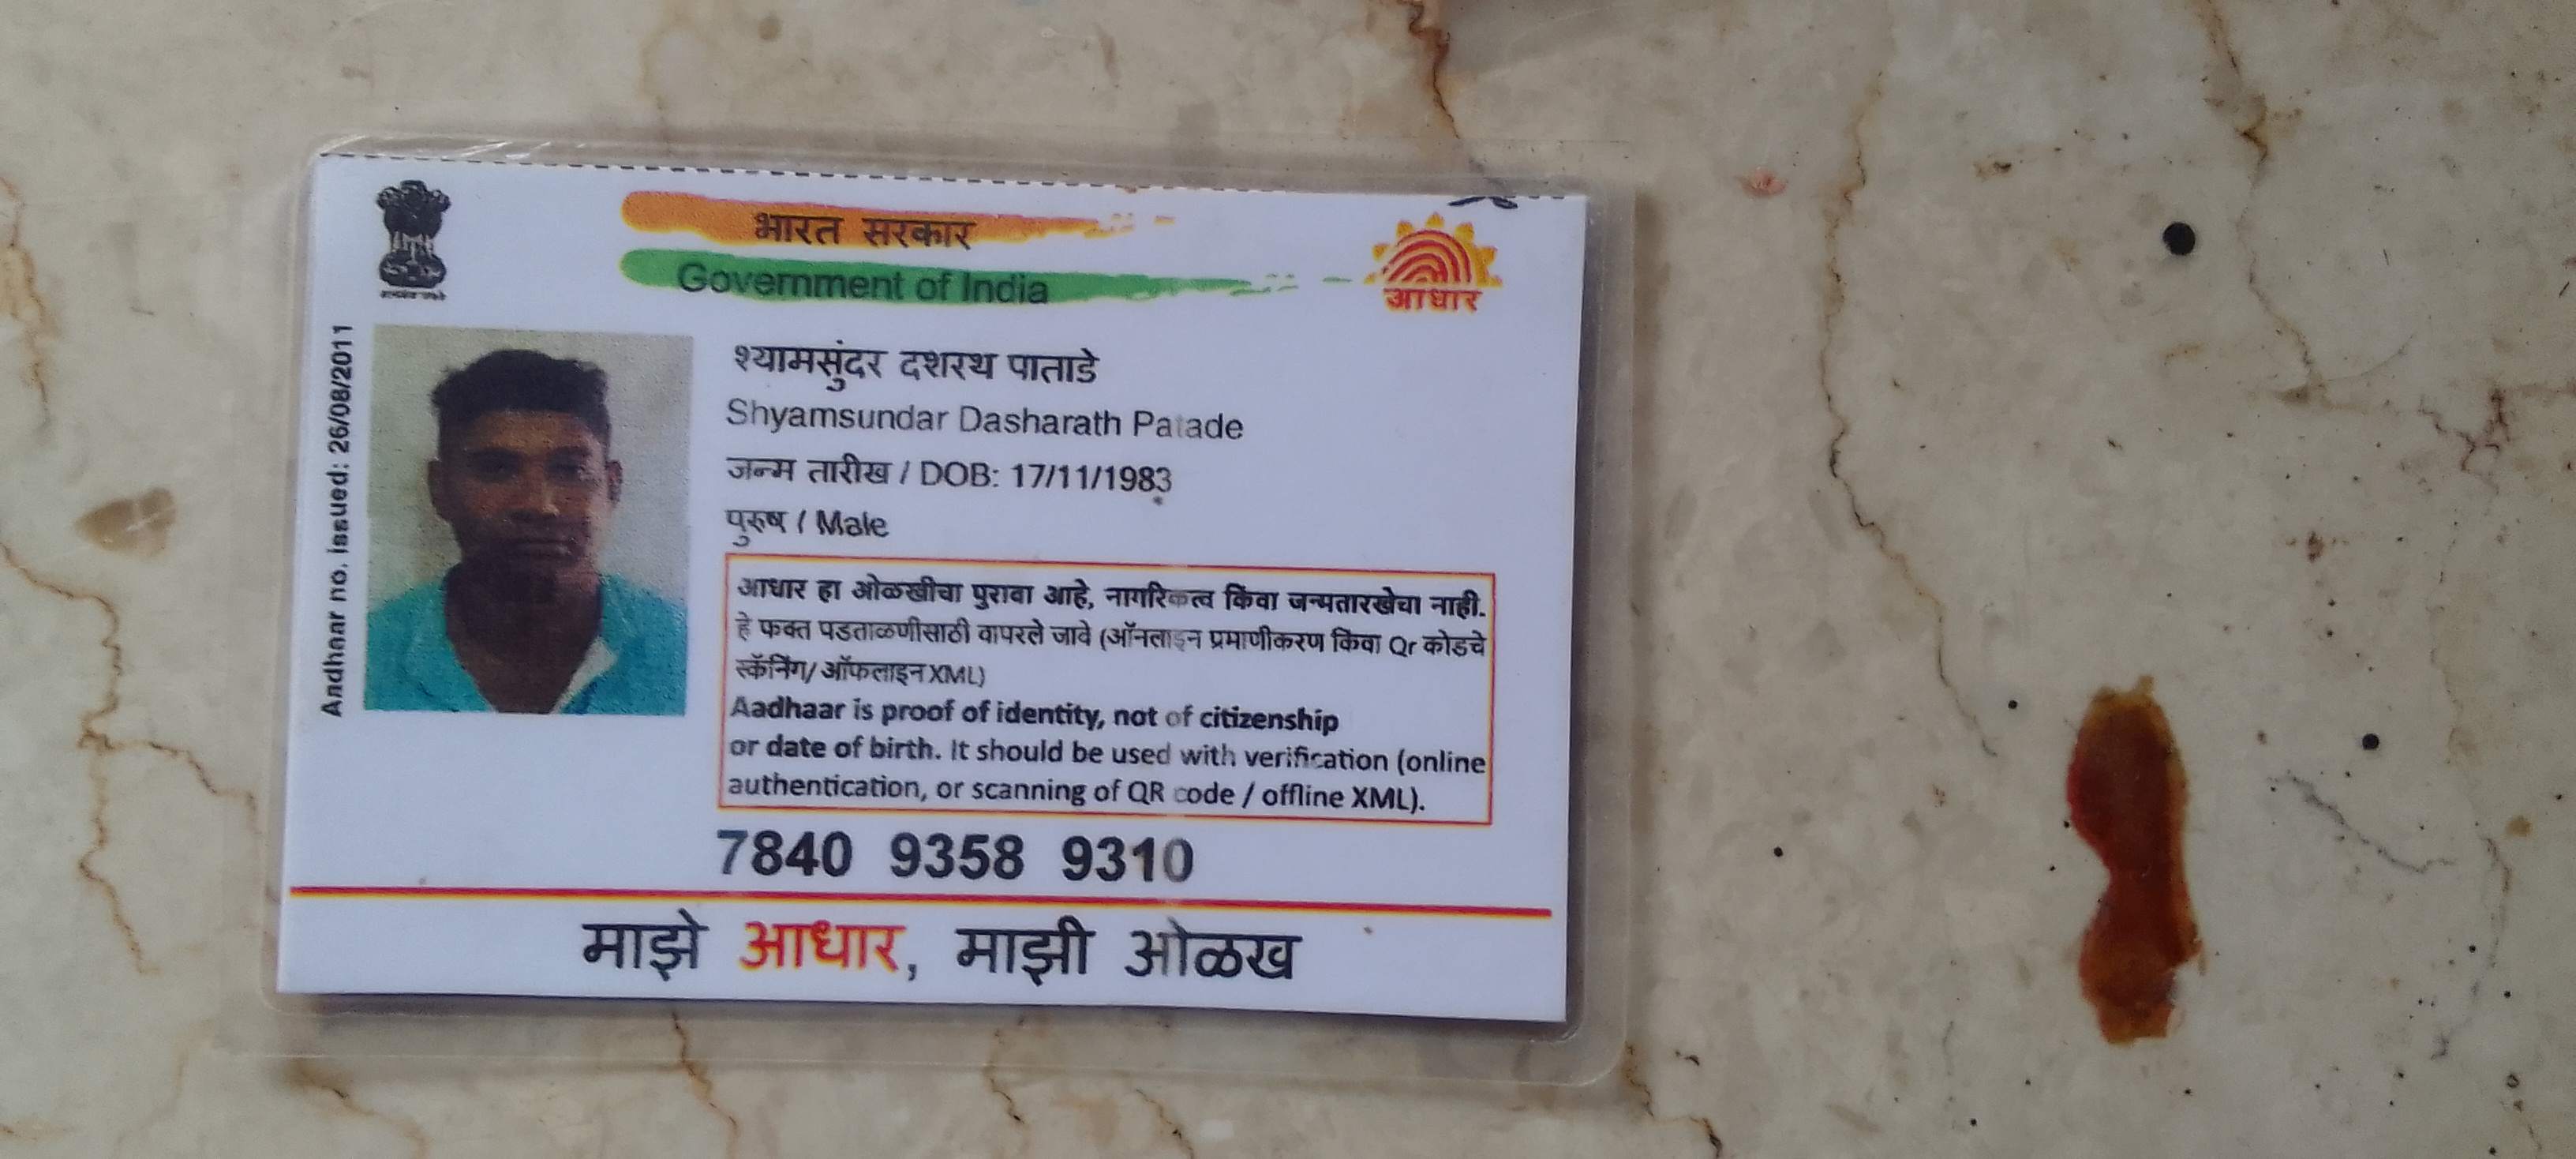 भारत सरकार
Government of India
आधार
Aadhaar no. issued: 26/08/2011
श्यामसुंदर दशरथ पाताडे
Shyamsundar Dasharath Patade
जन्म तारीख / DOB: 17/11/1983
पुरुष / Male
आधार हा ओळखीचा पुरावा आहे, नागरिकत्व किंवा जन्मतारखेचा नाही.
हे फक्त पडताळणीसाठी वापरले जावे (ऑनलाइन प्रमाणीकरण किंवा Qr कोडचे
स्कॅनिंग/ ऑफलाइन XML)
Aadhaar is proof of identity, not of citizenship
or date of birth. It should be used with verification (online
authentication, or scanning of QR code / offline XML).
7840 9358 9310
माझे आधार, माझी ओळख